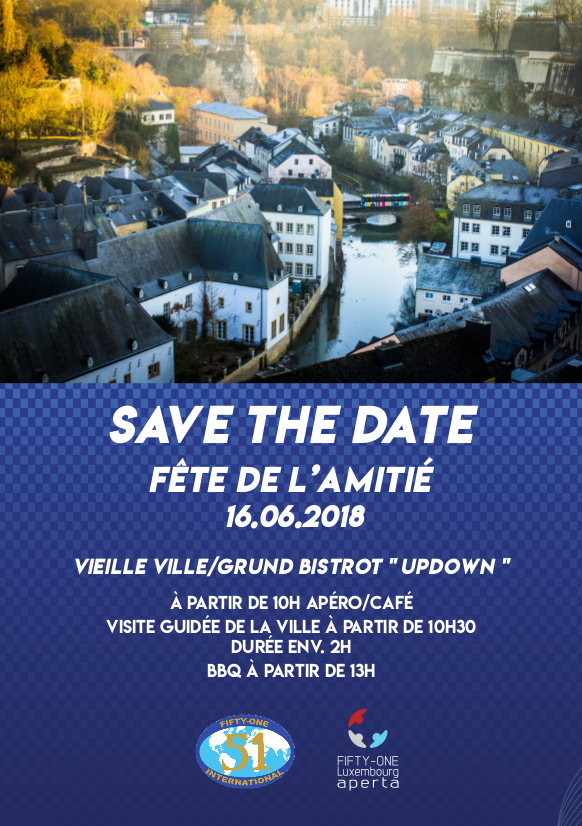 SAVE THE DATE
FÊTE DE L'AMITIÉ
16.06.2018
VIEILLE VILLE/GRUND BISTROT " UPDOWN "
À PARTIR DE 10H APÉRO/CAFÉ
VISITE GUIDÉE DE LA VILLE À PARTIR DE 10H30
DURÉE ENV. 2H
BBQ À PARTIR DE 13H
FIFTY-ONE
51
INTERNATIONAL
FIFTY-ONE
Luxembourg
aperta